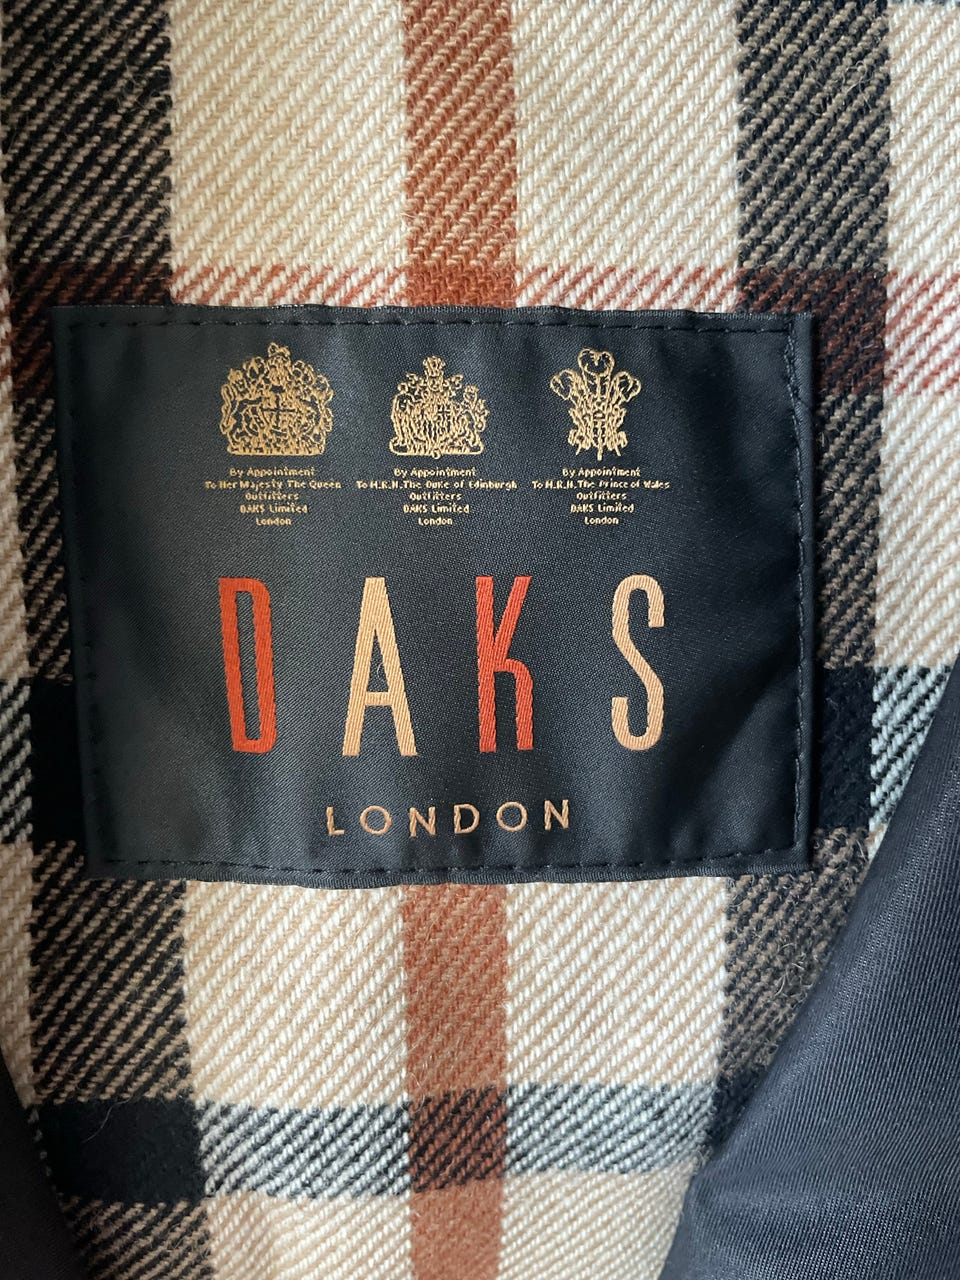 By Appointment
To Her Majesty The Queen
Outfitters
DAKS Limited
London
By Appointment
To H.R.H. The Duke of Edinburgh
Outfitters
DAKS Limited
London
By Appointment
To H.R.H. The Prince of Wales
Outfitters
DAKS Limited
London
DAKS
LONDON